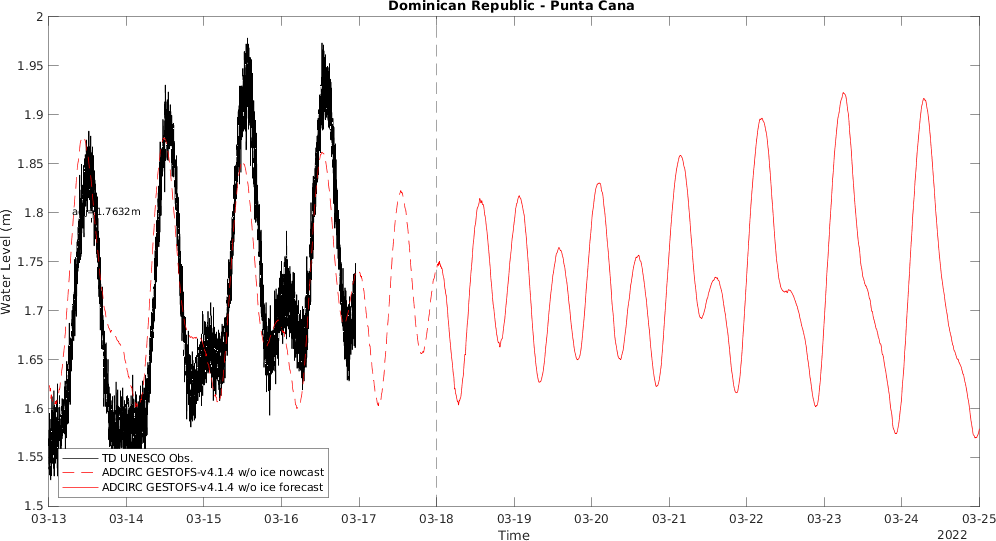 Dominican Republic - Punta Cana
2
1.95
1.9
1.85
1.8
1.75
1.7
1.65
1.6
1.55
1.5
Water Level (m)
1.7632m
TD UNESCO Obs.
ADCIRC GESTOFS-v4.1.4 w/o ice nowcast
ADCIRC GESTOFS-v4.1.4 w/o ice forecast
03-13 03-14 03-15 03-16 03-17 03-18 03-19 03-20 03-21 03-22 03-23 03-24 03-25
Time
2022